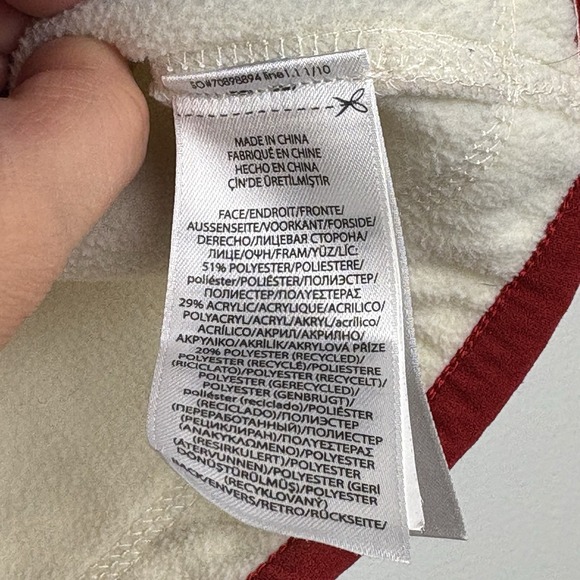 SO#70898894 line1.1 1/10
MADE IN CHINA
FABRIQUÉ EN CHINE
HECHO EN CHINA
ÇİN'DE ÜRETİLMİŞTİR
FACE/ENDROIT/FRONTE/
AUSSENSEITE/VOORKANT/FORSIDE/
DERECHO/ЛИЦЕВАЯ СТОРОНА/
ЛИЦЕ/ΟΨΗ/FRAM/YÜZ/LÍC:
51% POLYESTER/POLIESTERE/
poliéster/POLIÉSTER/ПОЛИЭСТЕР/
ПОЛИЕСТЕР/ΠΟΛΥΕΣΤΕΡΑΣ
29% ACRYLIC/ACRYLIQUE/ACRILICO/
POLYACRYL/ACRYL/AKRYL/acrílico/
ACRÍLICO/АКРИЛ/АКРИЛНО/
ΑΚΡΥΛΙΚΟ/AKRİLİK/AKRYLOVÁ PŘÍZE
20% POLYESTER (RECYCLED)/
POLYESTER (RECYCLÉ)/POLIESTERE
(RICICLATO)/POLYESTER (RECYCELT)/
POLYESTER (GERECYCLED)/
POLYESTER (GENBRUGT)/
poliéster (reciclado)/POLIÉSTER
(RECICLADO)/ПОЛИЭСТЕР
(ПЕРЕРАБОТАННЫЙ)/ПОЛИЕСТЕР
(РЕЦИКЛИРАН)/ΠΟΛΥΕΣΤΕΡΑΣ
(ΑΝΑΚΥΚΛΩΜΕΝΟ)/POLYESTER
(RESIRKULERT)/POLYESTER
(ÅTERVUNNEN)/POLYESTER (GERİ
DÖNÜŞTÜRÜLMÜŞ)/POLYESTER
(RECYKLOVANÝ)
BACK/ENVERS/RETRO/RÜCKSEITE/